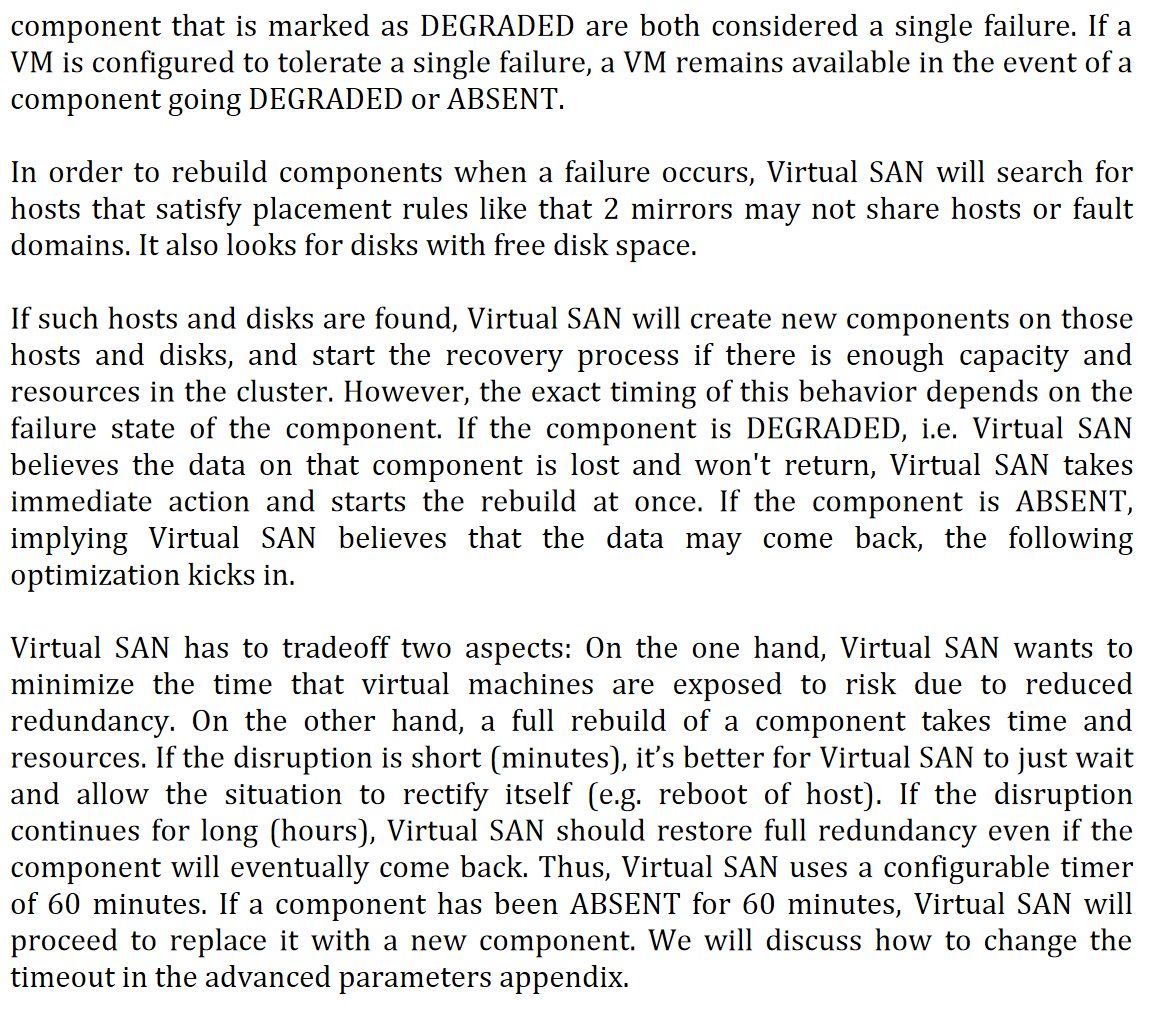 component that is marked as DEGRADED are both considered a single failure. If a
VM is configured to tolerate a single failure, a VM remains available in the event of a
component going DEGRADED or ABSENT.
In order to rebuild components when a failure occurs, Virtual SAN will search for
hosts that satisfy placement rules like that 2 mirrors may not share hosts or fault
domains. It also looks for disks with free disk space.
If such hosts and disks are found, Virtual SAN will create new components on those
hosts and disks, and start the recovery process if there is enough capacity and
resources in the cluster. However, the exact timing of this behavior depends on the
failure state of the component. If the component is DEGRADED, i.e. Virtual SAN
believes the data on that component is lost and won't return, Virtual SAN takes
immediate action and starts the rebuild at once. If the component is ABSENT,
implying Virtual SAN believes that the data may come back, the following
optimization kicks in.
Virtual SAN has to tradeoff two aspects: On the one hand, Virtual SAN wants to
minimize the time that virtual machines are exposed to risk due to reduced
redundancy. On the other hand, a full rebuild of a component takes time and
resources. If the disruption is short (minutes), it’s better for Virtual SAN to just wait
and allow the situation to rectify itself (e.g. reboot of host). If the disruption
continues for long (hours), Virtual SAN should restore full redundancy even if the
component will eventually come back. Thus, Virtual SAN uses a configurable timer
of 60 minutes. If a component has been ABSENT for 60 minutes, Virtual SAN will
proceed to replace it with a new component. We will discuss how to change the
timeout in the advanced parameters appendix.